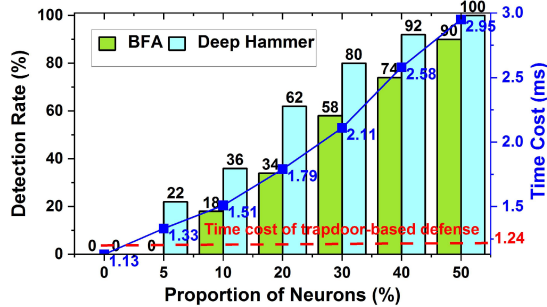 Detection Rate (%)
Time Cost (ms)
100
80
60
40
20
0
3.0
2.5
2.0
1.5
1.24
BFA Deep Hammer
0 0 0 22 18 36 34 62 58 80 74 92 90 100
1.13 1.33 1.51 1.79 2.11 2.58 2.95
Time cost of trapdoor-based defense
0 5 10 20 30 40 50
Proportion of Neurons (%)